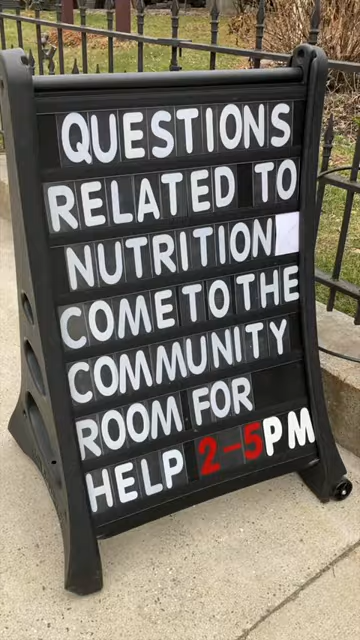 QUESTIONS
RELATED TO
NUTRITION
COME TO THE
COMMUNITY
ROOM FOR
HELP 2-5PM